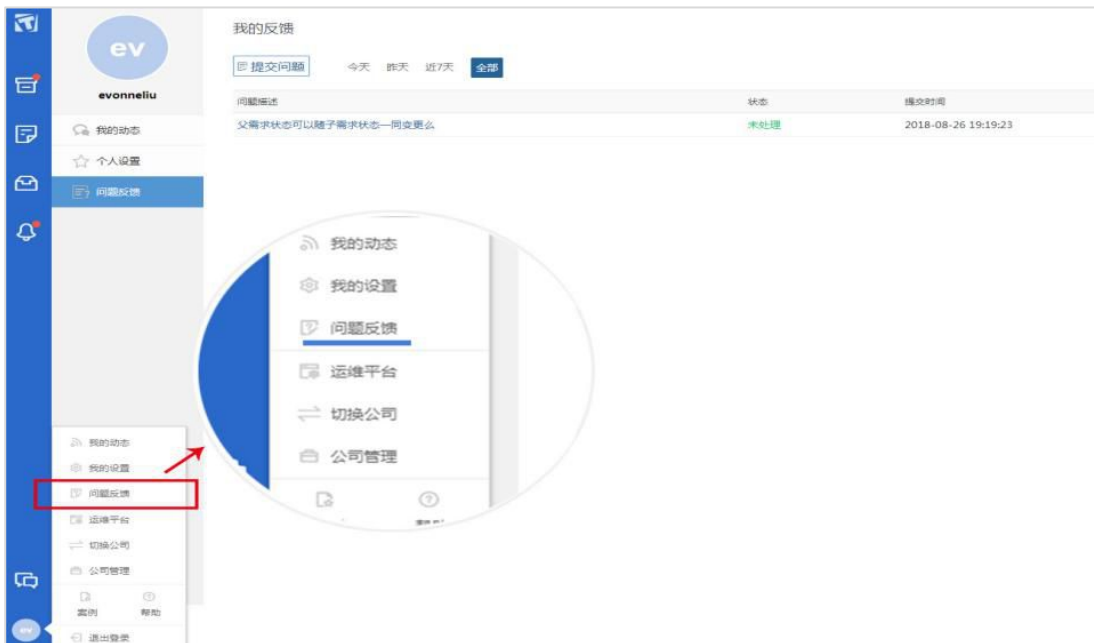 我的反馈
ev
提交问题 今天 昨天 近7天 全部
evonneliu
问题描述 状态 提交时间
父需求状态可以随子需求状态一同变更么 未处理 2018-08-26 19:19:23
我的动态
个人设置
问题反馈
我的动态
我的设置
问题反馈
运维平台
切换公司
公司管理
我的动态
我的设置
问题反馈
运维平台
切换公司
公司管理
案例 帮助
ev
退出登录